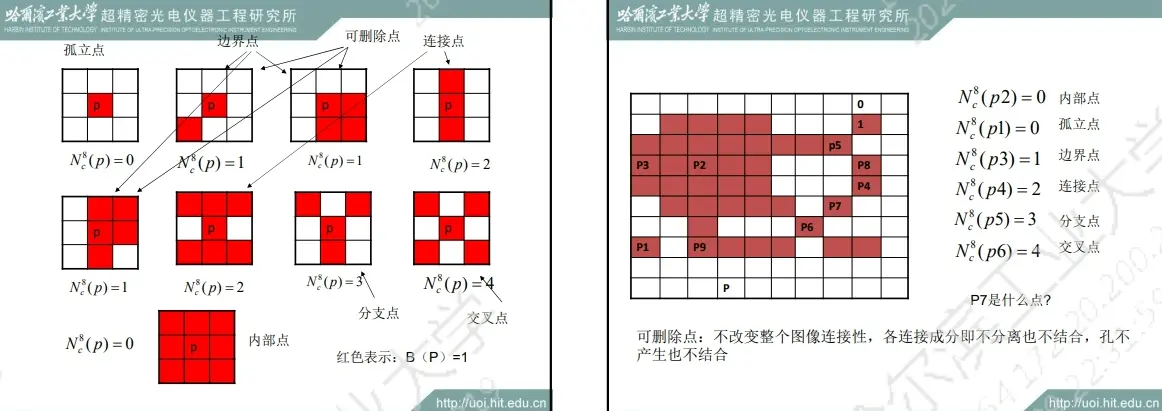 哈爾濱工業大學 超精密光电仪器工程研究所
HARBIN INSTITUTE OF TECHNOLOGY INSTITUTE OF ULTRA-PRECISION OPTOELECTRONIC INSTRUMENT ENGINEERING
孤立点
边界点
可删除点
连接点
p
p
p
p
N_c^8(p)=0
N_c^8(p)=1
N_c^8(p)=1
N_c^8(p)=2
p
p
p
p
N_c^8(p)=1
N_c^8(p)=2
N_c^8(p)=3
N_c^8(p)=4
分支点
交叉点
N_c^8(p)=0
p
内部点
红色表示：B（P）=1
http://uoi.hit.edu.cn
哈爾濱工業大學 超精密光电仪器工程研究所
HARBIN INSTITUTE OF TECHNOLOGY INSTITUTE OF ULTRA-PRECISION OPTOELECTRONIC INSTRUMENT ENGINEERING
0
1
p5
P3 P2 P8
P4
P7
P6
P1 P9
P
N_c^8(p2)=0 内部点
N_c^8(p1)=0 孤立点
N_c^8(p3)=1 边界点
N_c^8(p4)=2 连接点
N_c^8(p5)=3 分支点
N_c^8(p6)=4 交叉点
P7是什么点?
可删除点：不改变整个图像连接性，各连接成分即不分离也不结合，孔不
产生也不结合
http://uoi.hit.edu.cn